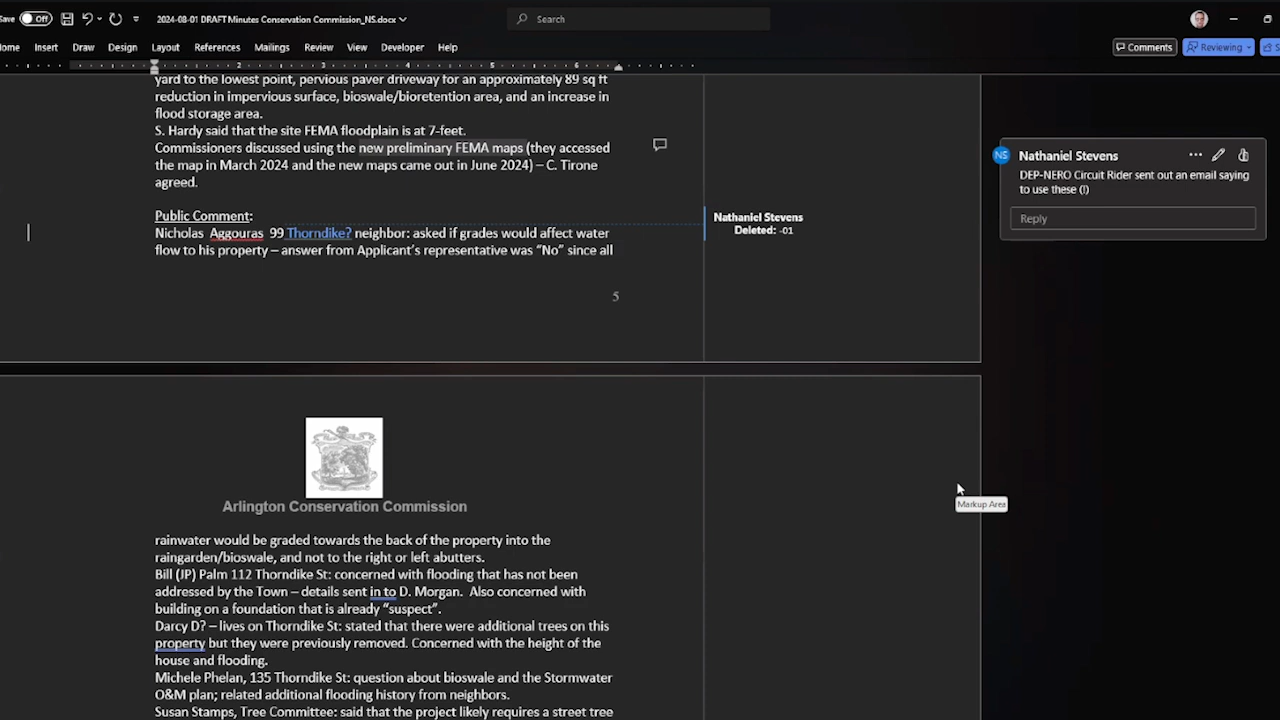 Save Off 2024-08-01 DRAFT Minutes Conservation Commission_NS.docx Search
Home Insert Draw Design Layout References Mailings Review View Developer Help Comments Reviewing
2 3 4 5 6
yard to the lowest point, pervious paver driveway for an approximately 89 sq ft
reduction in impervious surface, bioswale/bioretention area, and an increase in
flood storage area.
S. Hardy said that the site FEMA floodplain is at 7-feet.
Commissioners discussed using the new preliminary FEMA maps (they accessed
the map in March 2024 and the new maps came out in June 2024) – C. Tirone
agreed.
NS Nathaniel Stevens
DEP-NERO Circuit Rider sent out an email saying
to use these (!)
Reply
Public Comment:
Nicholas Aggouras 99 Thorndike? neighbor: asked if grades would affect water
flow to his property – answer from Applicant's representative was "No" since all
Nathaniel Stevens
Deleted: -01
5
Arlington Conservation Commission
Markup Area
rainwater would be graded towards the back of the property into the
raingarden/bioswale, and not to the right or left abutters.
Bill (JP) Palm 112 Thorndike St: concerned with flooding that has not been
addressed by the Town – details sent in to D. Morgan. Also concerned with
building on a foundation that is already "suspect".
Darcy D? – lives on Thorndike St: stated that there were additional trees on this
property but they were previously removed. Concerned with the height of the
house and flooding.
Michele Phelan, 135 Thorndike St: question about bioswale and the Stormwater
O&M plan; related additional flooding history from neighbors.
Susan Stamps, Tree Committee: said that the project likely requires a street tree